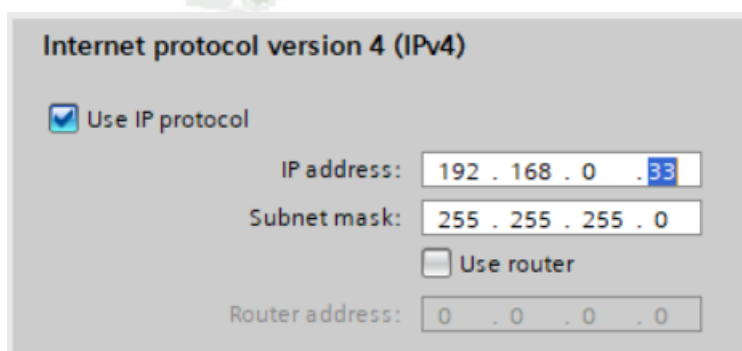 Internet protocol version 4 (IPv4)
Use IP protocol
IP address: 192 . 168 . 0 . 33
Subnet mask: 255 . 255 . 255 . 0
Use router
Router address: 0 . 0 . 0 . 0